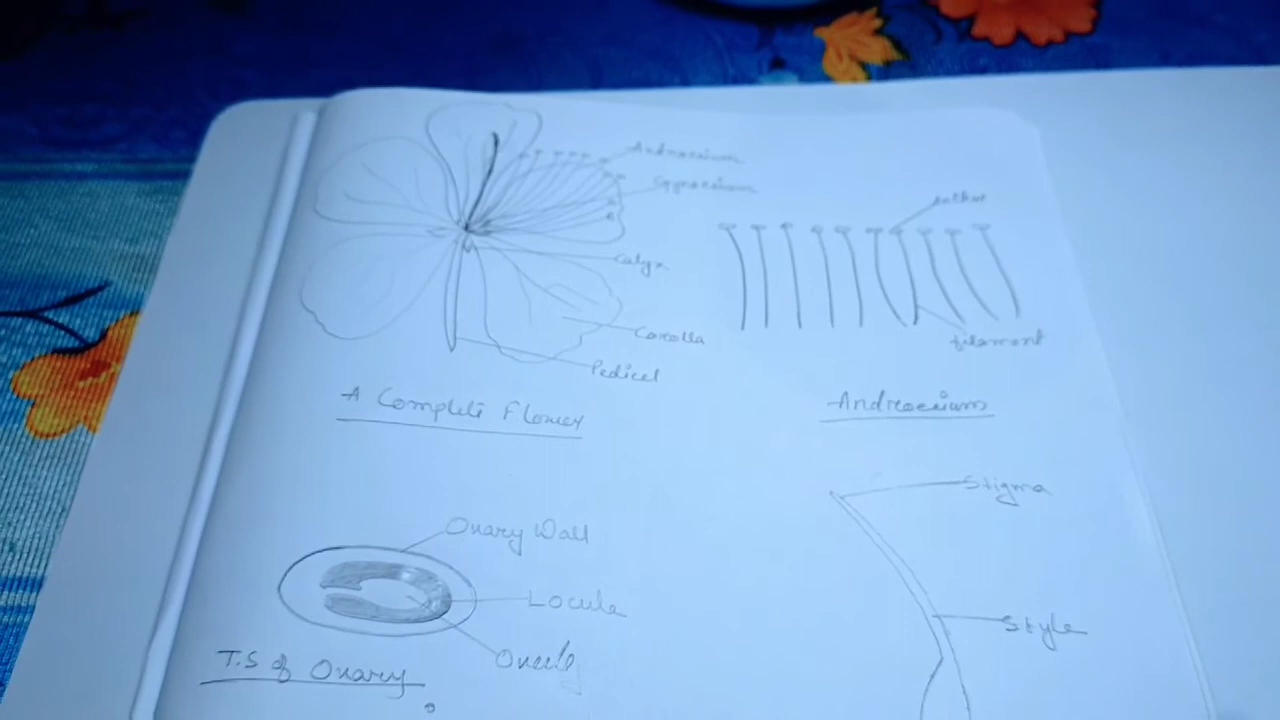 Androecium
Gynoecium
Calyx
Corolla
Pedicel
A Complete Flower
Anther
filament
Androecium
Ovary Wall
Locule
Ovule
T.S of Ovary
Stigma
Style